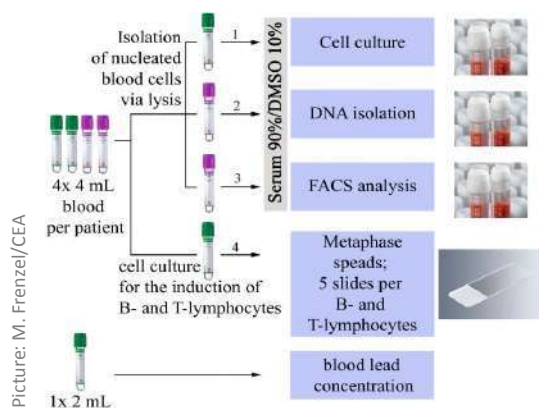 Isolation
of nucleated
blood cells
via lysis
1
2
3
4
Serum 90%/DMSO 10%
Cell culture
DNA isolation
FACS analysis
Metaphase
speads;
5 slides per
B- and
T-lymphocytes
4x 4 mL
blood
per patient
cell culture
for the induction of
B- and T-lymphocytes
blood lead
concentration
1x 2 mL
Picture: M. Frenzel/CEA